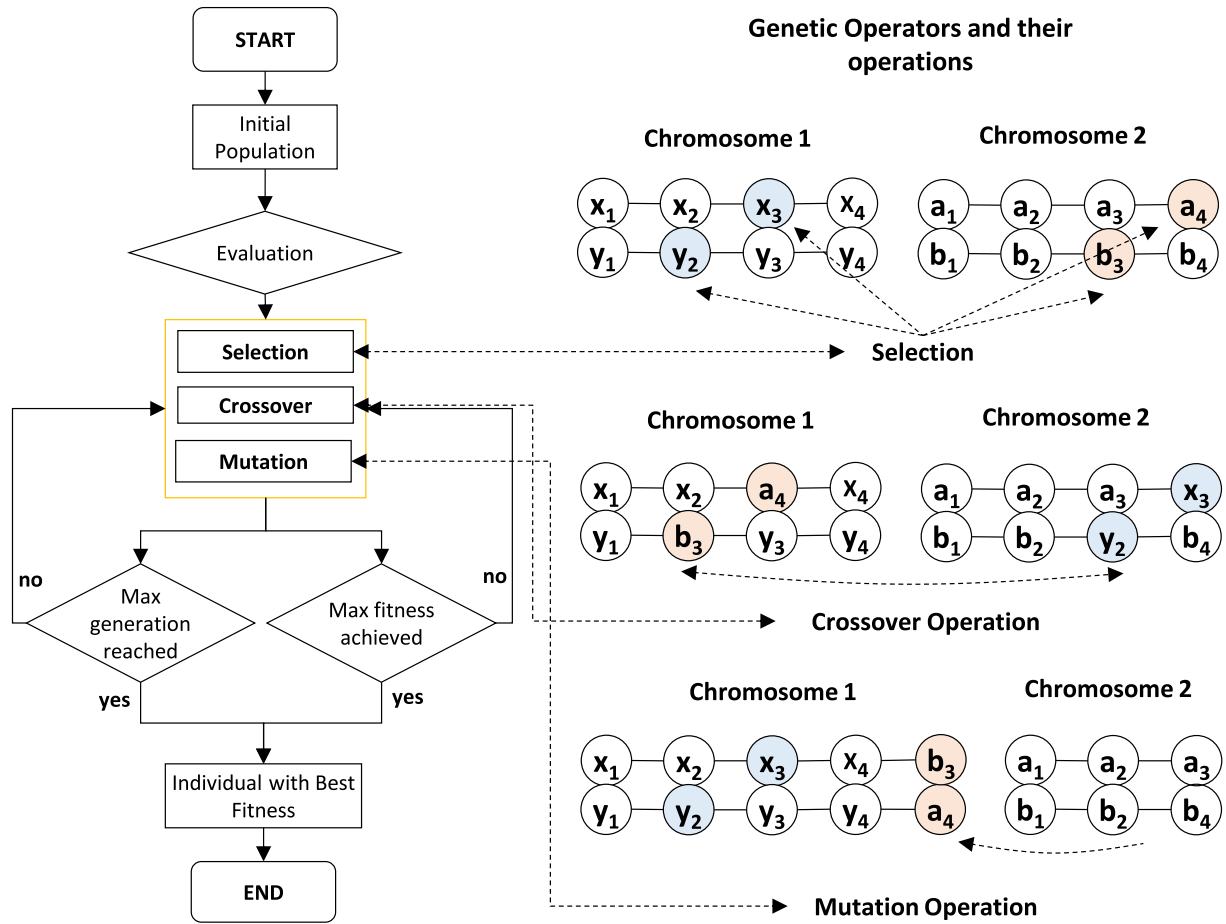 START
Initial
Population
Evaluation
Selection
Crossover
Mutation
no
no
Max
generation
reached
Max fitness
achieved
yes
yes
Individual with Best
Fitness
END
Genetic Operators and their
operations
Chromosome 1
Chromosome 2
x₁ x₂ x₃ x₄
y₁ y₂ y₃ y₄
a₁ a₂ a₃ a₄
b₁ b₂ b₃ b₄
Selection
Chromosome 1
Chromosome 2
x₁ x₂ a₄ x₄
y₁ b₃ y₃ y₄
a₁ a₂ a₃ x₃
b₁ b₂ y₂ b₄
Crossover Operation
Chromosome 1
Chromosome 2
x₁ x₂ x₃ x₄ b₃
y₁ y₂ y₃ y₄ a₄
a₁ a₂ a₃
b₁ b₂ b₄
Mutation Operation